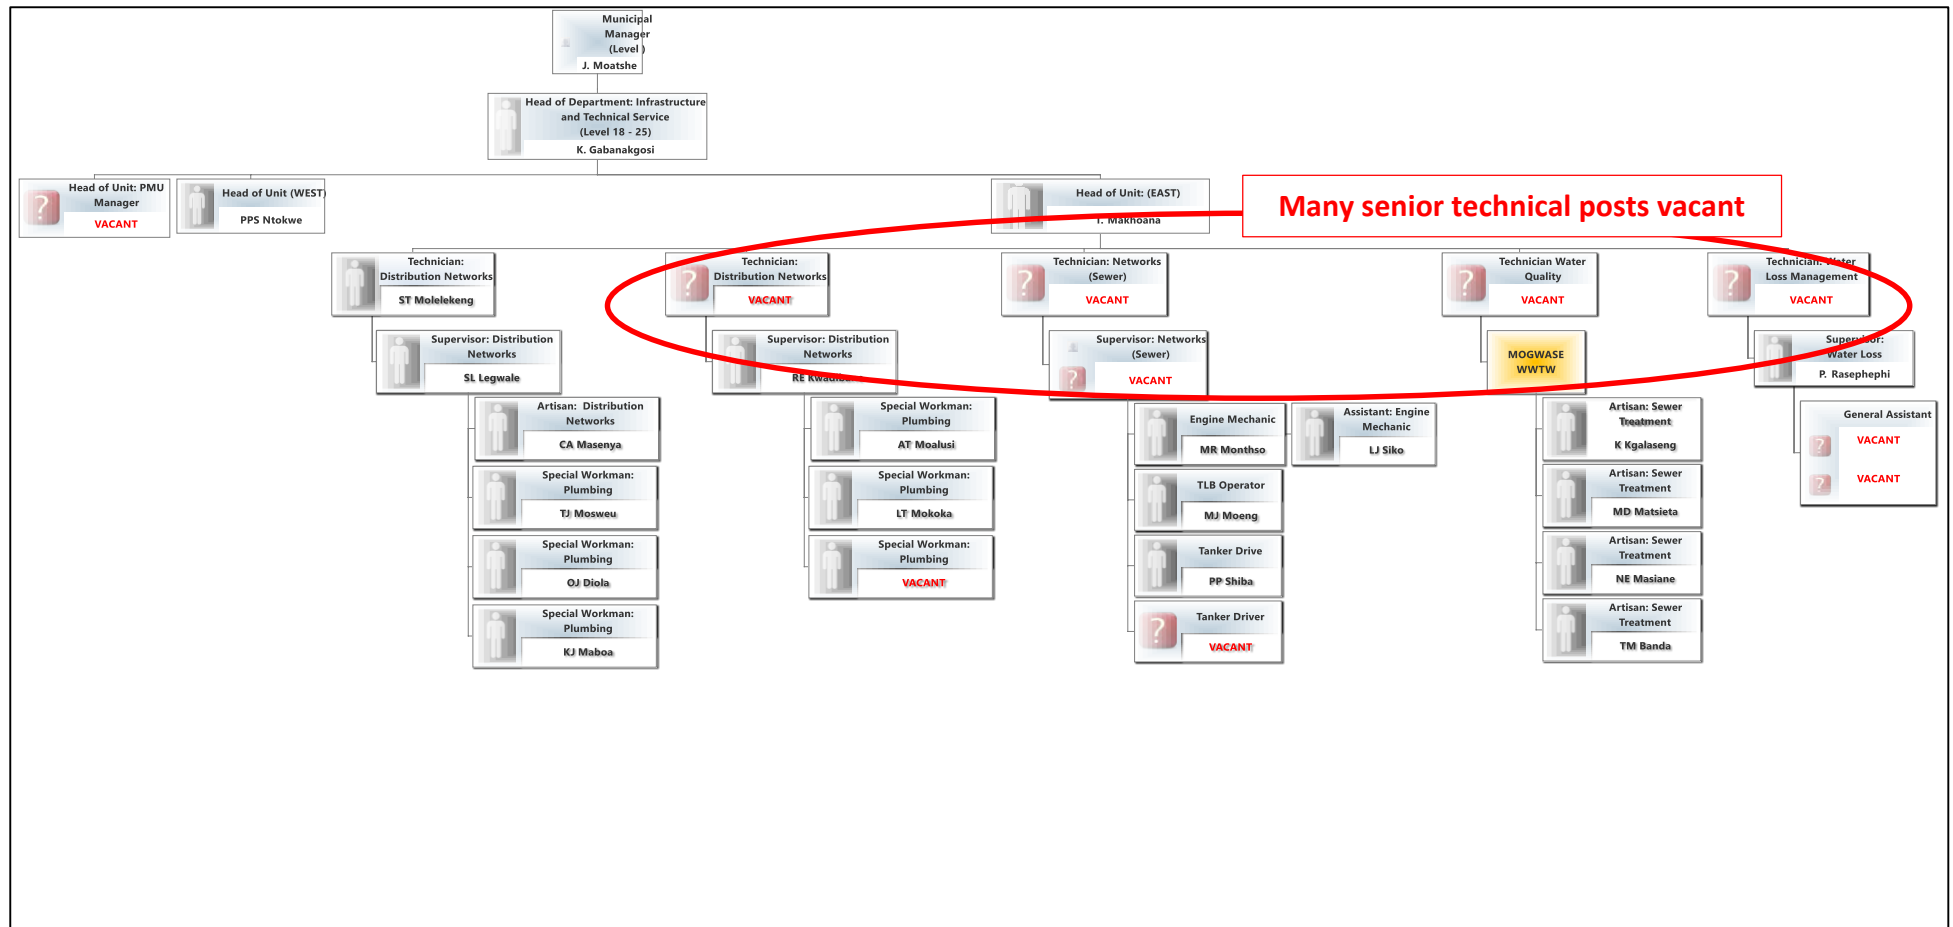 Municipal
Manager
(Level )
J. Moatshe
Head of Department: Infrastructure
and Technical Service
(Level 18 - 25)
K. Gabanakgosi
Head of Unit: PMU
Manager
VACANT
Head of Unit (WEST)
PPS Ntokwe
Head of Unit: (EAST)
T. Makhoana
Many senior technical posts vacant
Technician:
Distribution Networks
ST Molelekeng
Technician:
Distribution Networks
VACANT
Technician: Networks
(Sewer)
VACANT
Technician Water
Quality
VACANT
Technician: Water
Loss Management
VACANT
Supervisor: Distribution
Networks
SL Legwale
Supervisor: Distribution
Networks
RE
Supervisor: Networks
(Sewer)
VACANT
MOGWASE
WWTW
Supervisor:
Water Loss
P. Rasephephi
Artisan: Distribution
Networks
CA Masenya
Special Workman:
Plumbing
TJ Mosweu
Special Workman:
Plumbing
OJ Diola
Special Workman:
Plumbing
KJ Maboa
Special Workman:
Plumbing
AT Moalusi
Special Workman:
Plumbing
LT Mokoka
Special Workman:
Plumbing
VACANT
Engine Mechanic
MR Monthso
Assistant: Engine
Mechanic
LJ Siko
TLB Operator
MJ Moeng
Tanker Drive
PP Shiba
Tanker Driver
VACANT
Artisan: Sewer
Treatment
K Kgalaseng
Artisan: Sewer
Treatment
MD Matsieta
Artisan: Sewer
Treatment
NE Masiane
Artisan: Sewer
Treatment
TM Banda
General Assistant
VACANT
VACANT